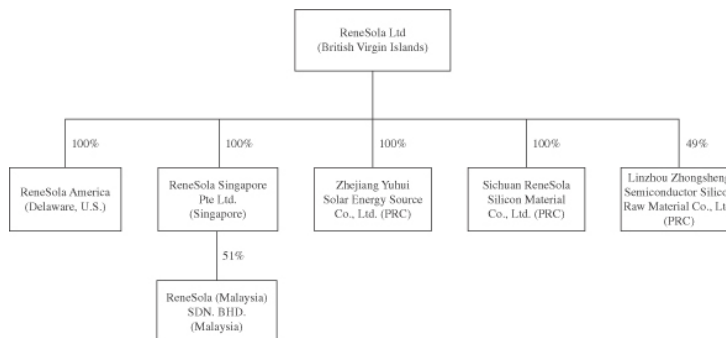 ReneSola Ltd
(British Virgin Islands)
100%
100%
100%
100%
49%
ReneSola America
(Delaware, U.S.)
ReneSola Singapore
Pte Ltd.
(Singapore)
Zhejiang Yuhui
Solar Energy Source
Co., Ltd. (PRC)
Sichuan ReneSola
Silicon Material
Co., Ltd. (PRC)
Linzhou Zhongsheng
Semiconductor Silicon
Raw Material Co., Lt
(PRC)
51%
ReneSola (Malaysia)
SDN. BHD.
(Malaysia)